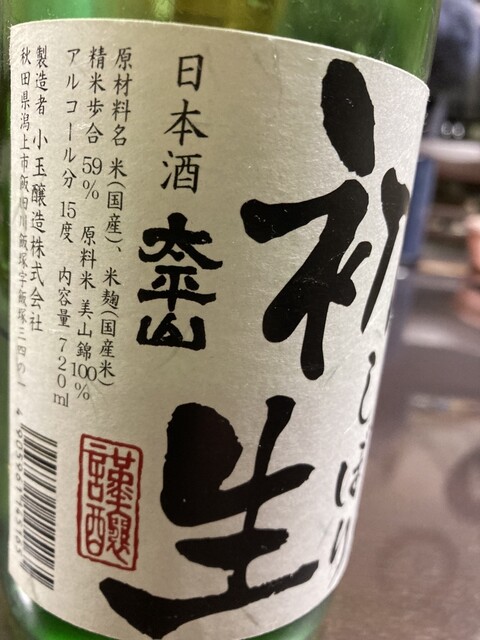 初
しぼり
生
日本酒
太平山
謹醸
原材料名 米(国産)、米麹(国産米)
精米歩合 59% 原料米 美山錦100%
アルコール分 15度 内容量 720ml
製造者 小玉醸造株式会社
秋田県潟上市飯田川飯塚字飯塚三四の一